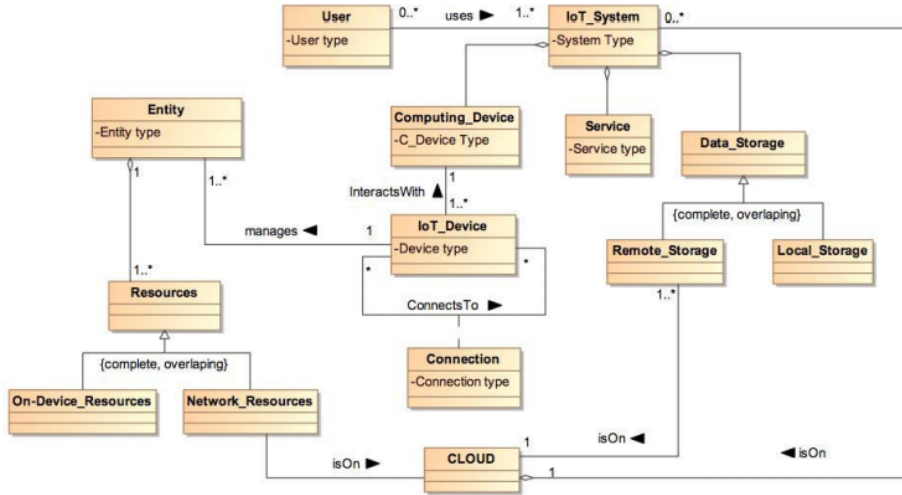 User
-User type
0..*
uses
1..*
IoT_System
-System Type
0..*
Entity
-Entity type
1
1..*
Computing_Device
-C_Device Type
Service
-Service type
Data_Storage
1
InteractsWith
1..*
{complete, overlaping}
manages
1
IoT_Device
-Device type
*
*
Remote_Storage
Local_Storage
1..*
1..*
Resources
ConnectsTo
{complete, overlaping}
Connection
-Connection type
On-Device_Resources
Network_Resources
isOn
CLOUD
1
isOn
1
isOn